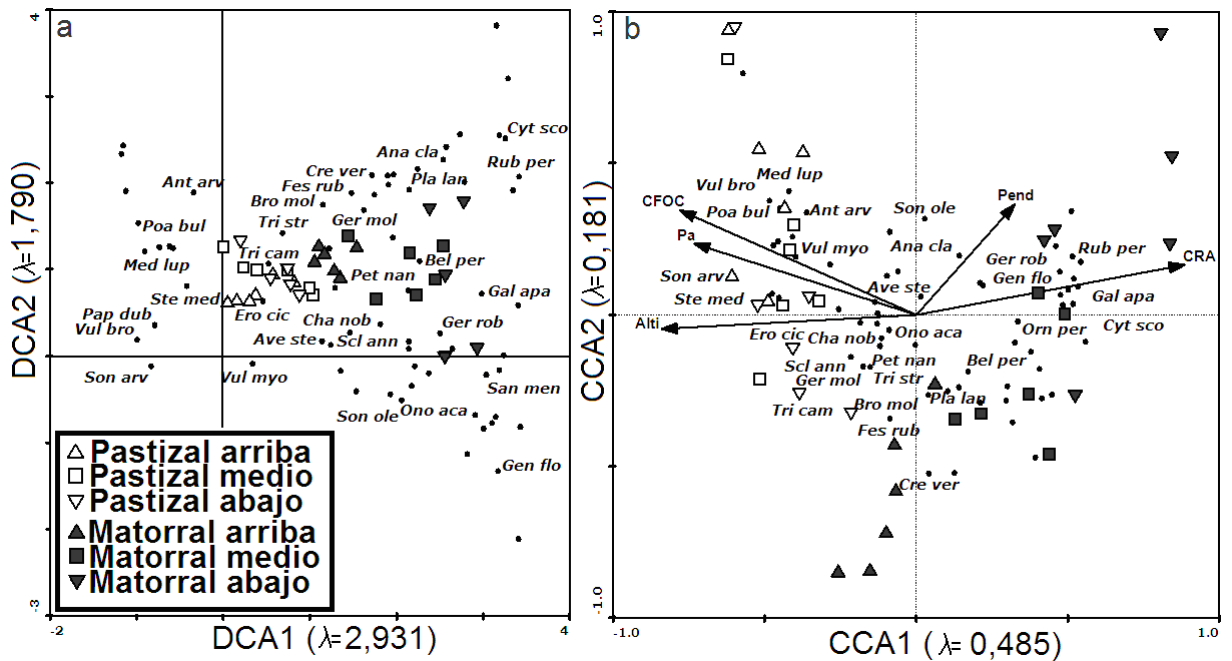 a
4
DCA2 (λ=1,790)
-3
-2
DCA1 (λ=2,931)
4
Cyt sco
Ana cla
Rub per
Cre ver
Fes rub
Pla lan
Ant arv
Bro mol
Ger mol
Poa bul
Tri str
Tri cam
Bel per
Med lup
Pet nan
Ste med
Gal apa
Ero cic
Pap dub
Cha nob
Ger rob
Vul bro
Ave ste
Scl ann
Son arv
Vul myo
San men
Son ole
Ono aca
Gen flo
Pastizal arriba
Pastizal medio
Pastizal abajo
Matorral arriba
Matorral medio
Matorral abajo
b
1.0
CCA2 (λ=0,181)
-1.0
-1.0
CCA1 (λ= 0,485)
1.0
Med lup
Vul bro
CFOC
Pend
Poa bul
Ant arv
Son ole
Pa
Vul myo
Ana cla
Rub per
Ger rob
CRA
Son arv
Gen flo
Ave ste
Ste med
Gal apa
Alti
Ero cic
Cha nob
Ono aca
Orn per
Cyt sco
Scl ann
Pet nan
Bel per
Ger mol
Tri str
Tri cam
Bro mol
Pla lan
Fes rub
Cre ver